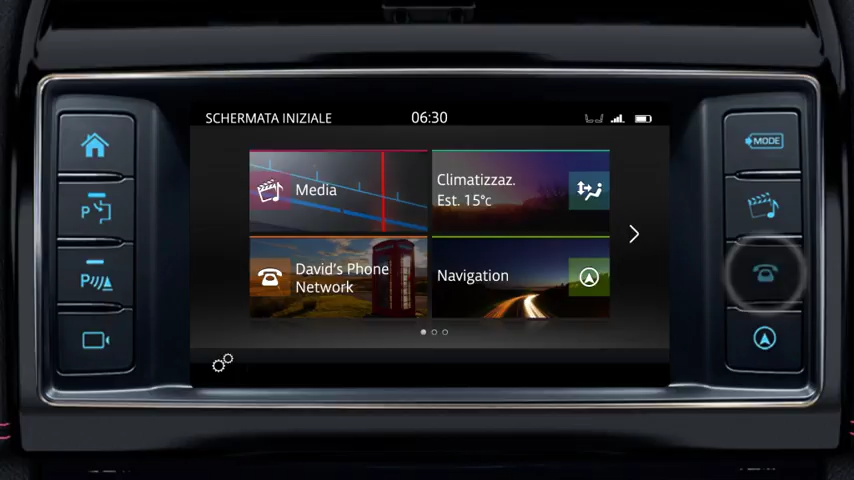 SCHERMATA INIZIALE
06:30
Media
Climatizzaz.
Est. 15°c
David's Phone
Network
Navigation
P
P
MODE